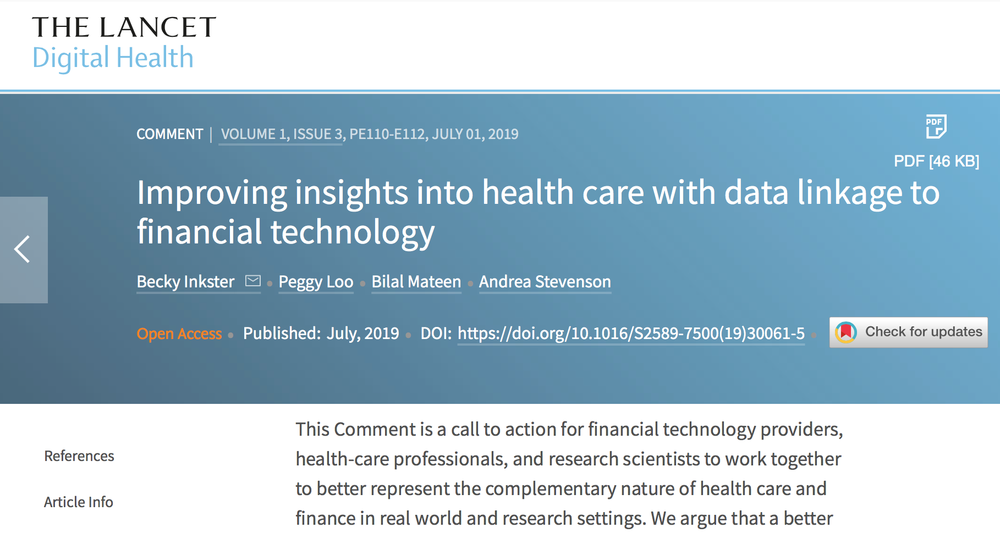 THE LANCET
Digital Health
COMMENT | VOLUME 1, ISSUE 3, PE110-E112, JULY 01, 2019
PDF
PDF [46 KB]
Improving insights into health care with data linkage to
financial technology
Becky Inkster • Peggy Loo • Bilal Mateen • Andrea Stevenson
Open Access • Published: July, 2019 • DOI: https://doi.org/10.1016/S2589-7500(19)30061-5 •
Check for updates
References
Article Info
This Comment is a call to action for financial technology providers,
health-care professionals, and research scientists to work together
to better represent the complementary nature of health care and
finance in real world and research settings. We argue that a better